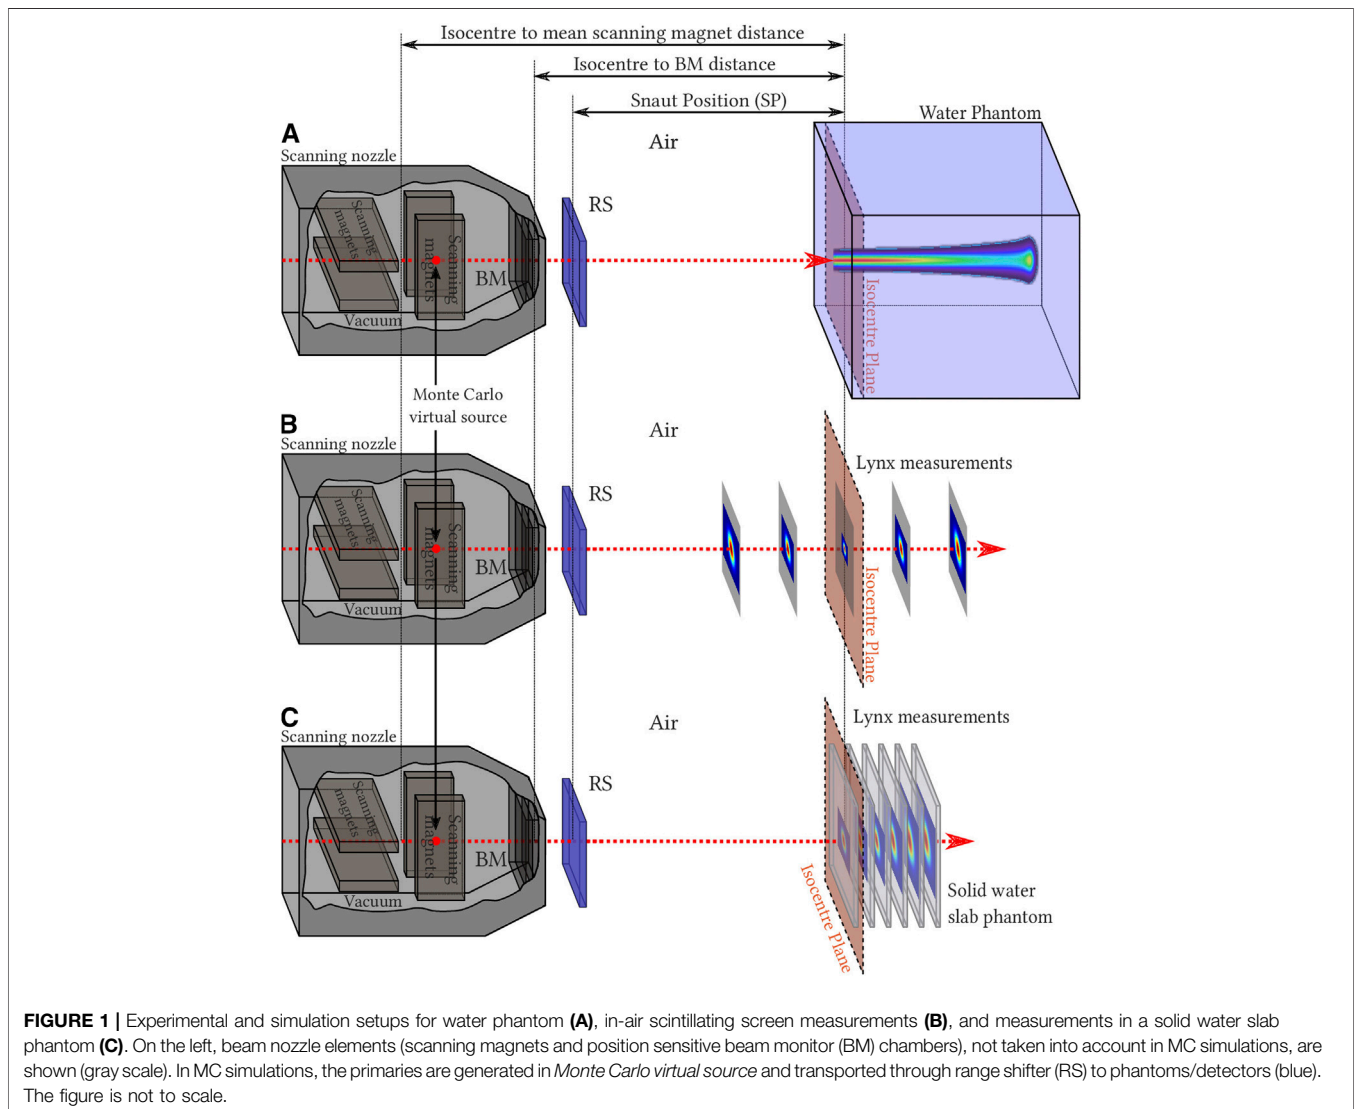 Isocentre to mean scanning magnet distance
Isocentre to BM distance
Snaut Position (SP)
Water Phantom
A
Air
Scanning nozzle
RS
Scanning
magnets
Scanning
magnets
BM
Vacuum
Isocentre Plane
Monte Carlo
virtual source
B
Air
Scanning nozzle
Lynx measurements
RS
Scanning
magnets
Scanning
magnets
BM
Vacuum
Isocentre Plane
C
Air
Lynx measurements
Scanning nozzle
RS
Scanning
magnets
Scanning
magnets
BM
Vacuum
Isocentre Plane
Solid water
slab phantom
FIGURE 1 | Experimental and simulation setups for water phantom (A), in-air scintillating screen measurements (B), and measurements in a solid water slab
phantom (C). On the left, beam nozzle elements (scanning magnets and position sensitive beam monitor (BM) chambers), not taken into account in MC simulations, are
shown (gray scale). In MC simulations, the primaries are generated in Monte Carlo virtual source and transported through range shifter (RS) to phantoms/detectors (blue).
The figure is not to scale.